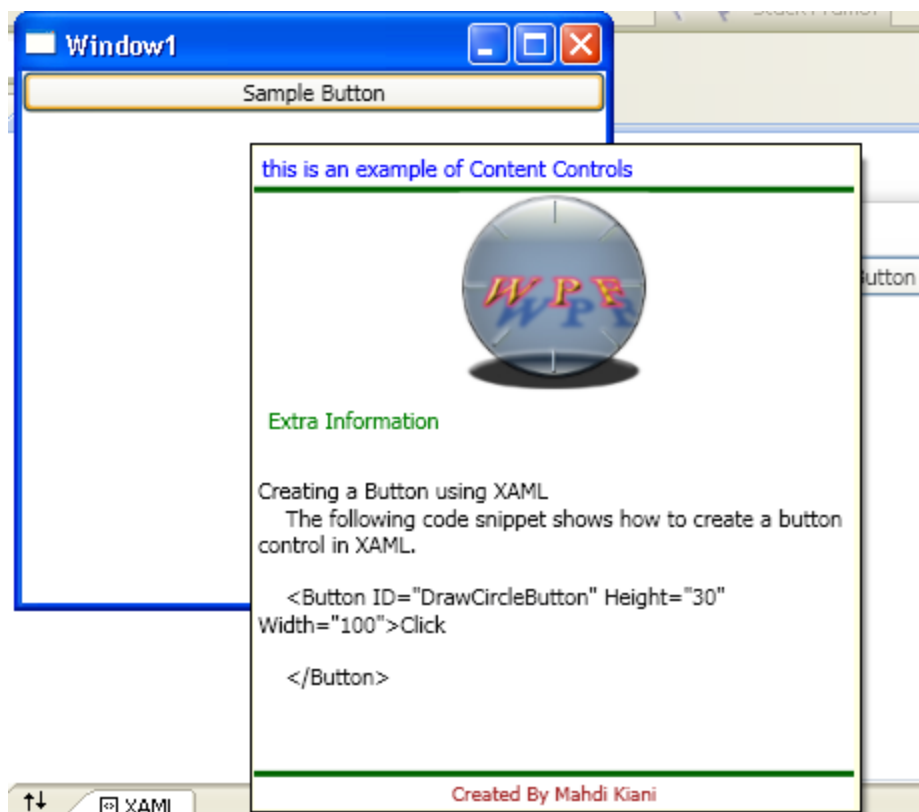 Window1
Sample Button
this is an example of Content Controls
WPF
Button
Extra Information
Creating a Button using XAML
The following code snippet shows how to create a button
control in XAML.
<Button ID="DrawCircleButton" Height="30"
Width="100">Click
</Button>
Created By Mahdi Kiani
XAML